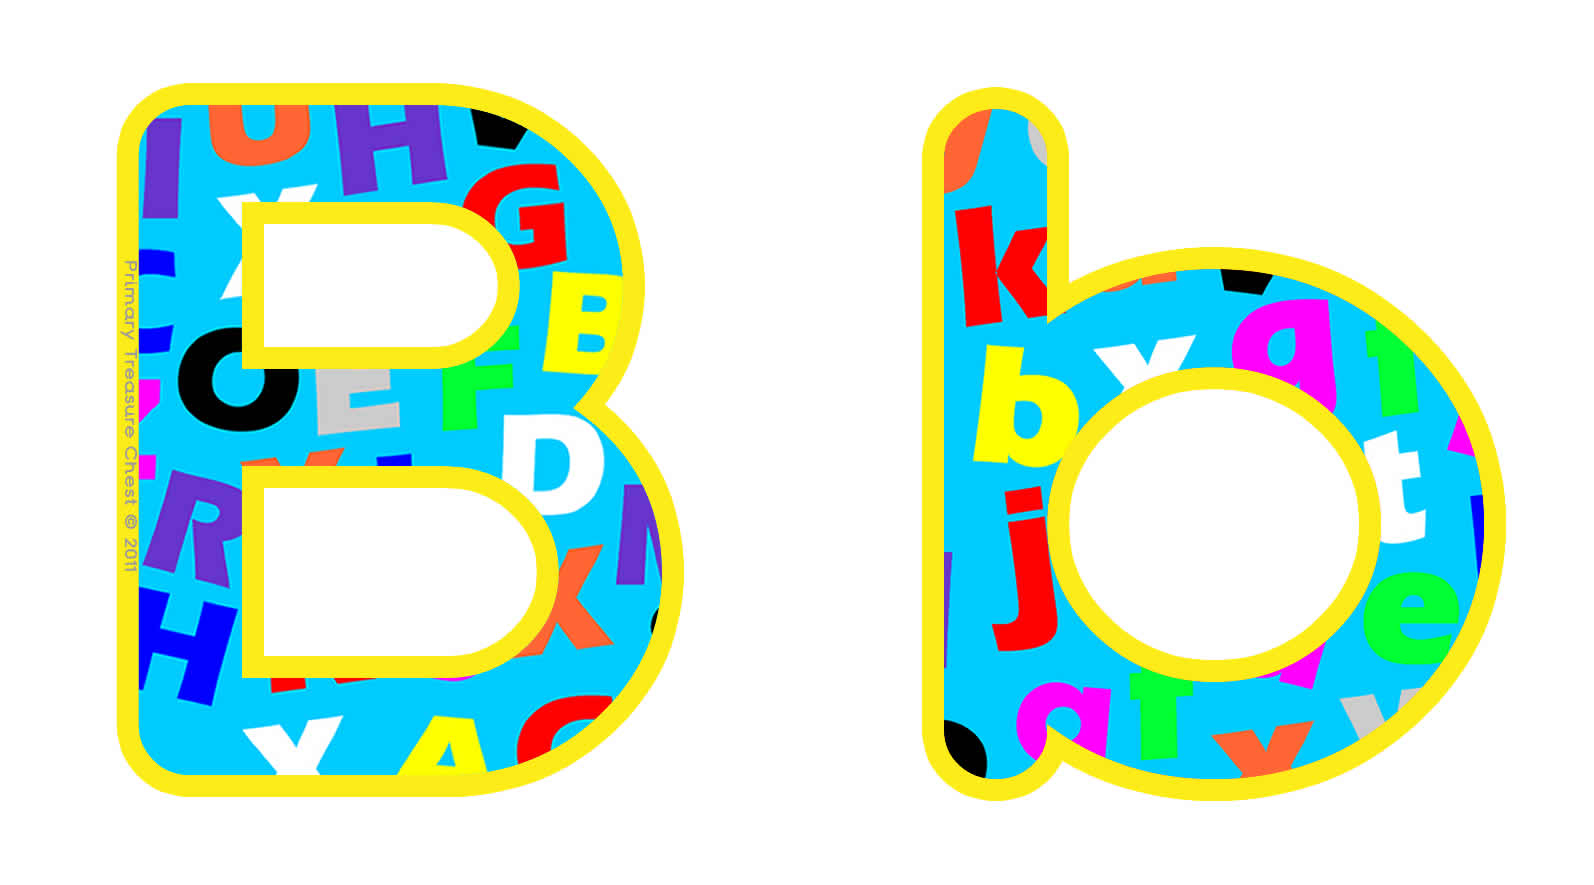 B b
I U H V
X G
C B
O E F
D
R K N
H
X A G
k
x a f
b
t
j
e
a f x v
Primary Treasure Chest © 2011